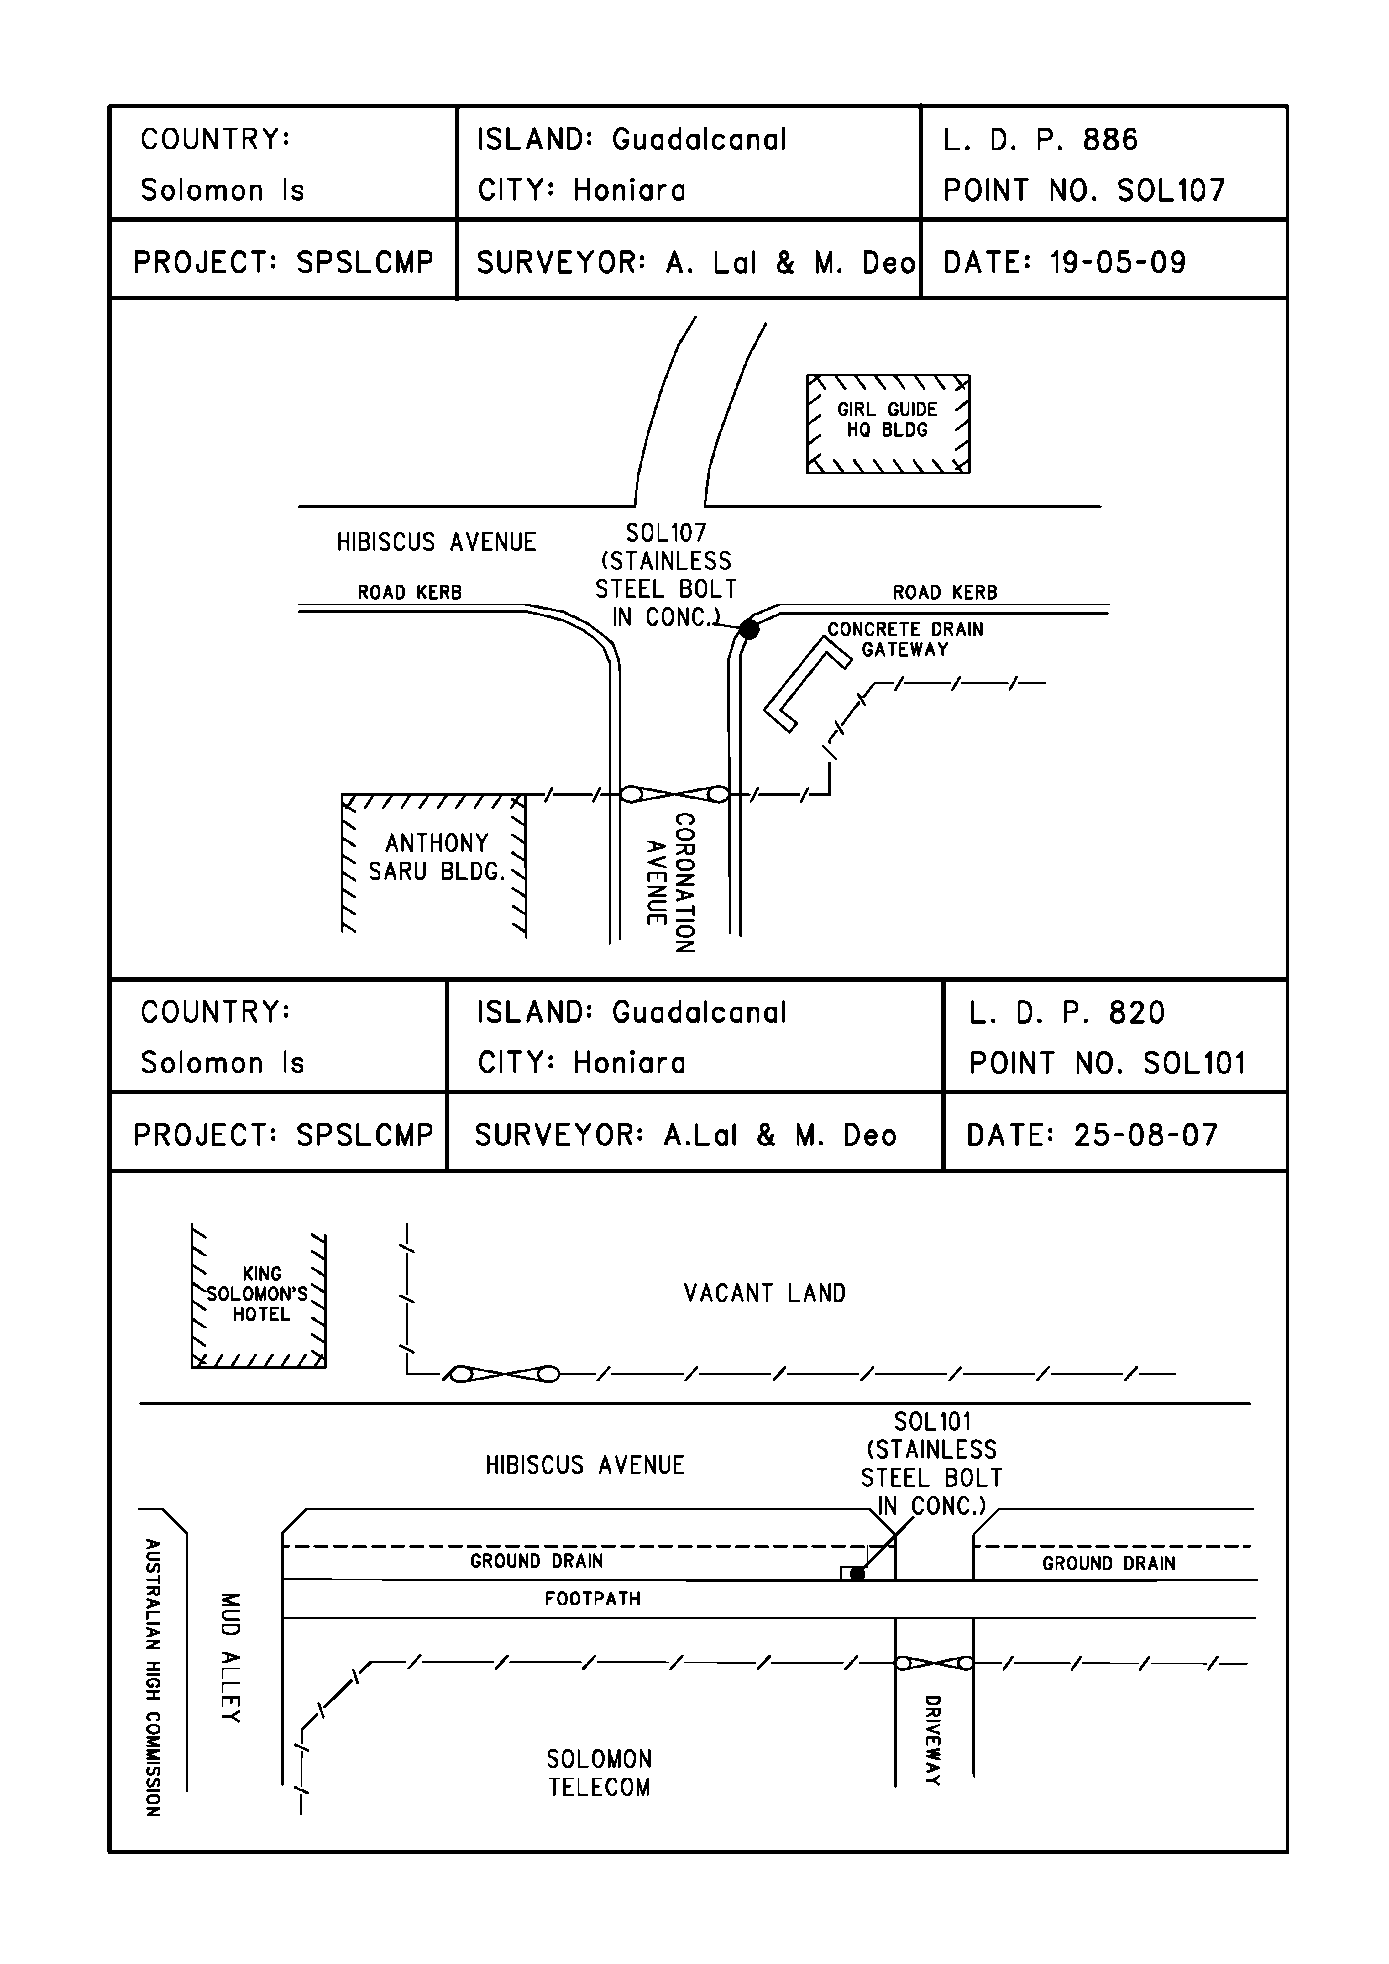 COUNTRY:
Solomon Is
ISLAND: Guadalcanal
CITY: Honiara
L. D. P. 886
POINT NO. SOL107
PROJECT: SPSLCMP
SURVEYOR: A. Lal & M. Deo
DATE: 19-05-09
GIRL GUIDE
HQ BLDG
HIBISCUS AVENUE
SOL107
(STAINLESS
STEEL BOLT
IN CONC.)
ROAD KERB
ROAD KERB
CONCRETE DRAIN
GATEWAY
ANTHONY
SARU BLDG.
CORONATION
AVENUE
COUNTRY:
Solomon Is
ISLAND: Guadalcanal
CITY: Honiara
L. D. P. 820
POINT NO. SOL101
PROJECT: SPSLCMP
SURVEYOR: A.Lal & M. Deo
DATE: 25-08-07
KING
SOLOMON'S
HOTEL
VACANT LAND
SOL101
(STAINLESS
STEEL BOLT
IN CONC.)
HIBISCUS AVENUE
GROUND DRAIN
GROUND DRAIN
FOOTPATH
AUSTRALIAN HIGH COMMISSION
MUD ALLEY
SOLOMON
TELECOM
DRIVEWAY